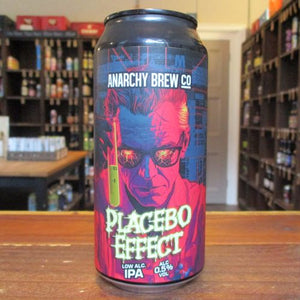 ANARCHY BREW CO
PLACEBO
EFFECT
LOW ALC. ALC.
IPA 0.5%
VOL